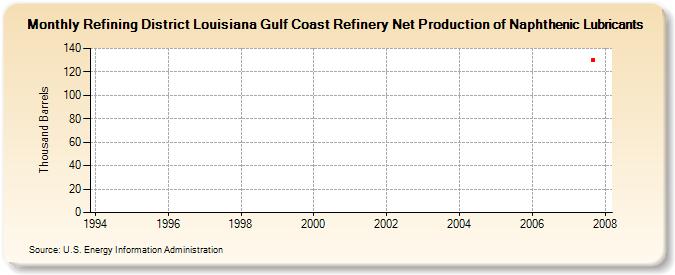 Monthly Refining District Louisiana Gulf Coast Refinery Net Production of Naphthenic Lubricants
Thousand Barrels
140
120
100
80
60
40
20
0
1994 1996 1998 2000 2002 2004 2006 2008
Source: U.S. Energy Information Administration